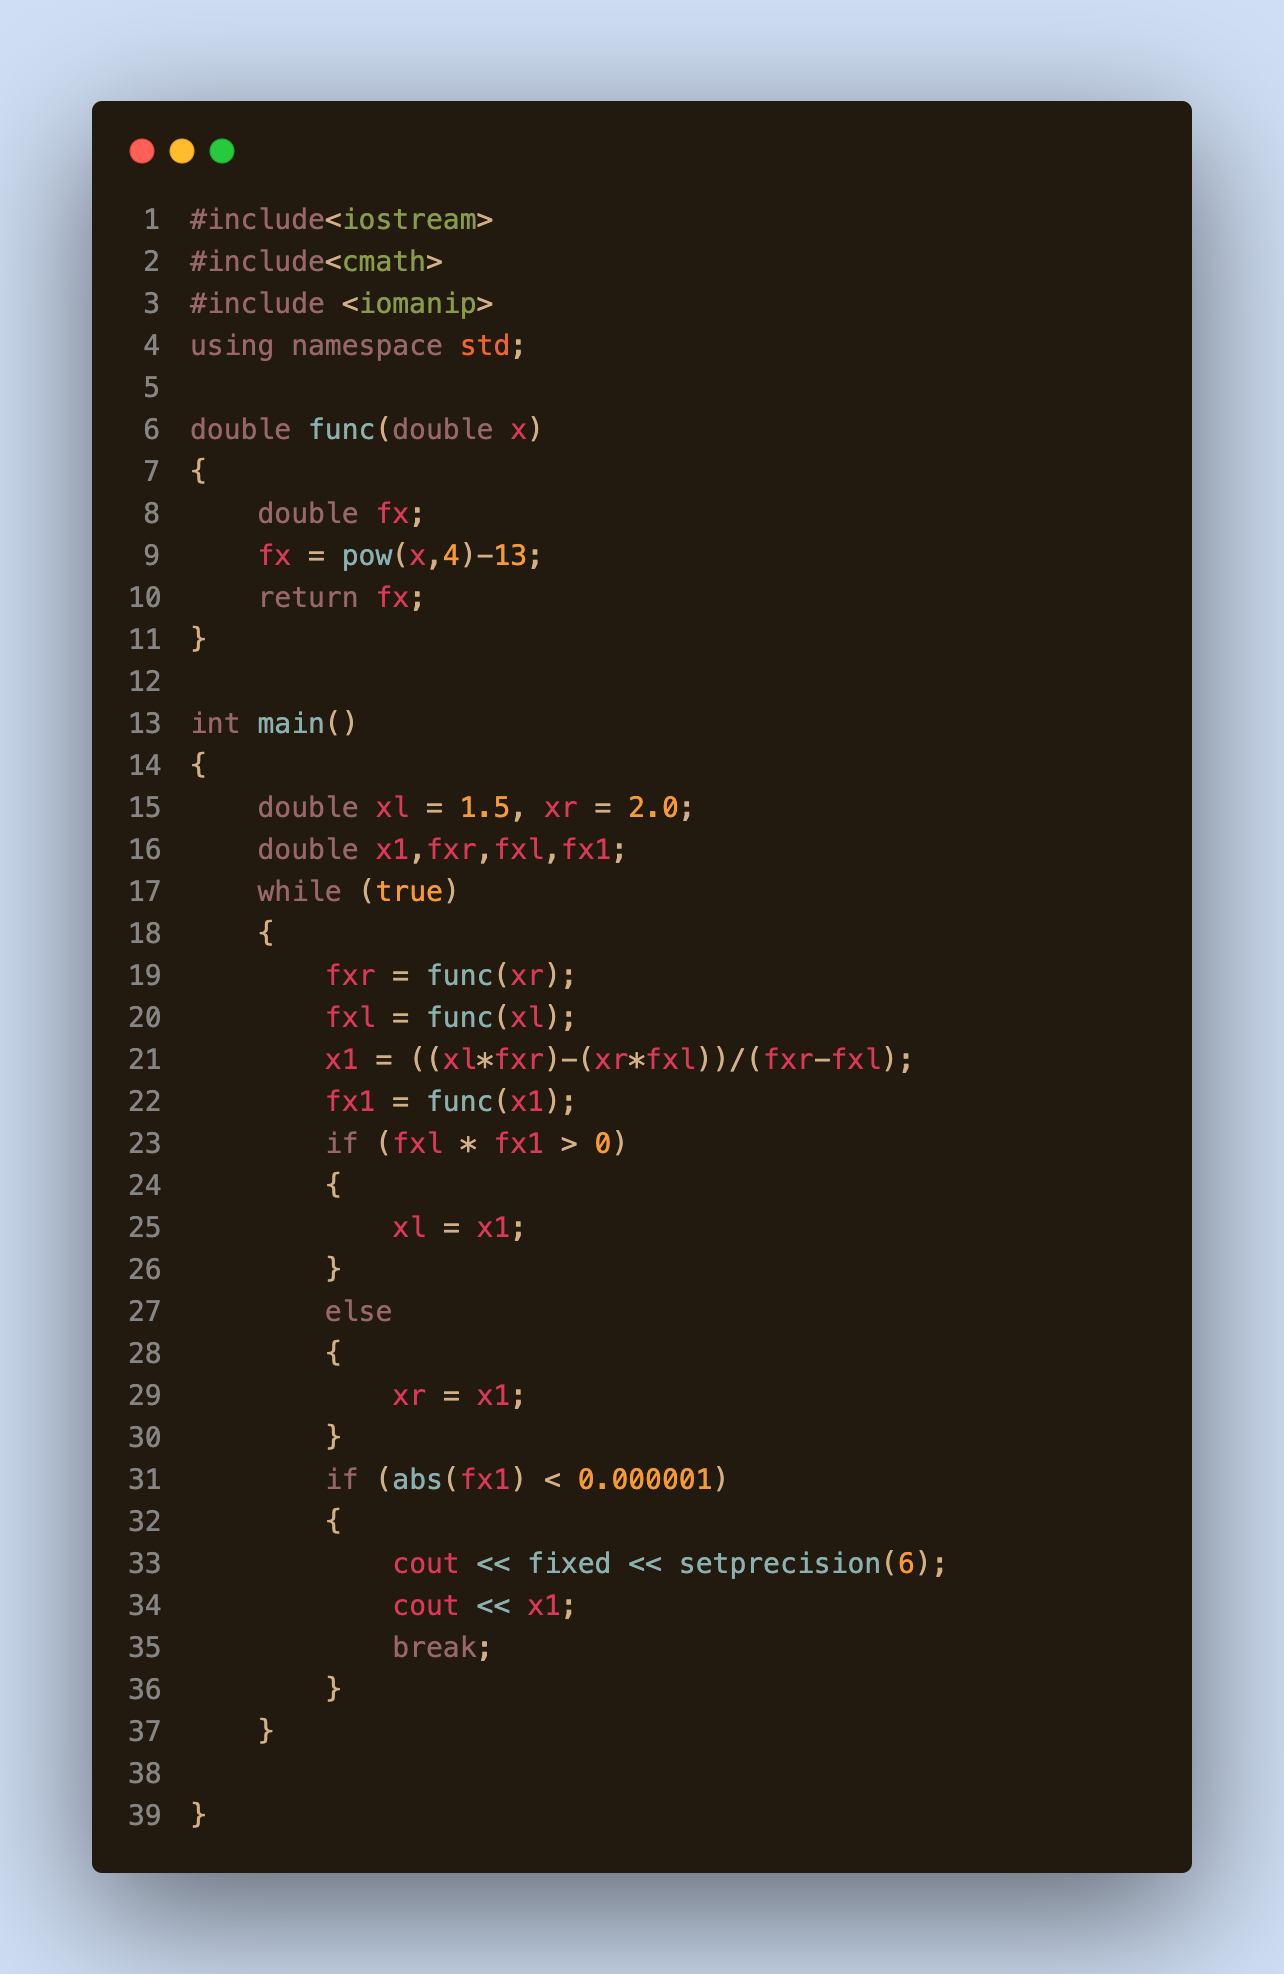 1 #include<iostream>
2 #include<cmath>
3 #include <iomanip>
4 using namespace std;
5
6 double func(double x)
7 {
8     double fx;
9     fx = pow(x,4)-13;
10     return fx;
11 }
12
13 int main()
14 {
15     double xl = 1.5, xr = 2.0;
16     double x1,fxr,fxl,fx1;
17     while (true)
18     {
19         fxr = func(xr);
20         fxl = func(xl);
21         x1 = ((xl*fxr)-(xr*fxl))/(fxr-fxl);
22         fx1 = func(x1);
23         if (fxl * fx1 > 0)
24         {
25             xl = x1;
26         }
27         else
28         {
29             xr = x1;
30         }
31         if (abs(fx1) < 0.000001)
32         {
33             cout << fixed << setprecision(6);
34             cout << x1;
35             break;
36         }
37     }
38
39 }